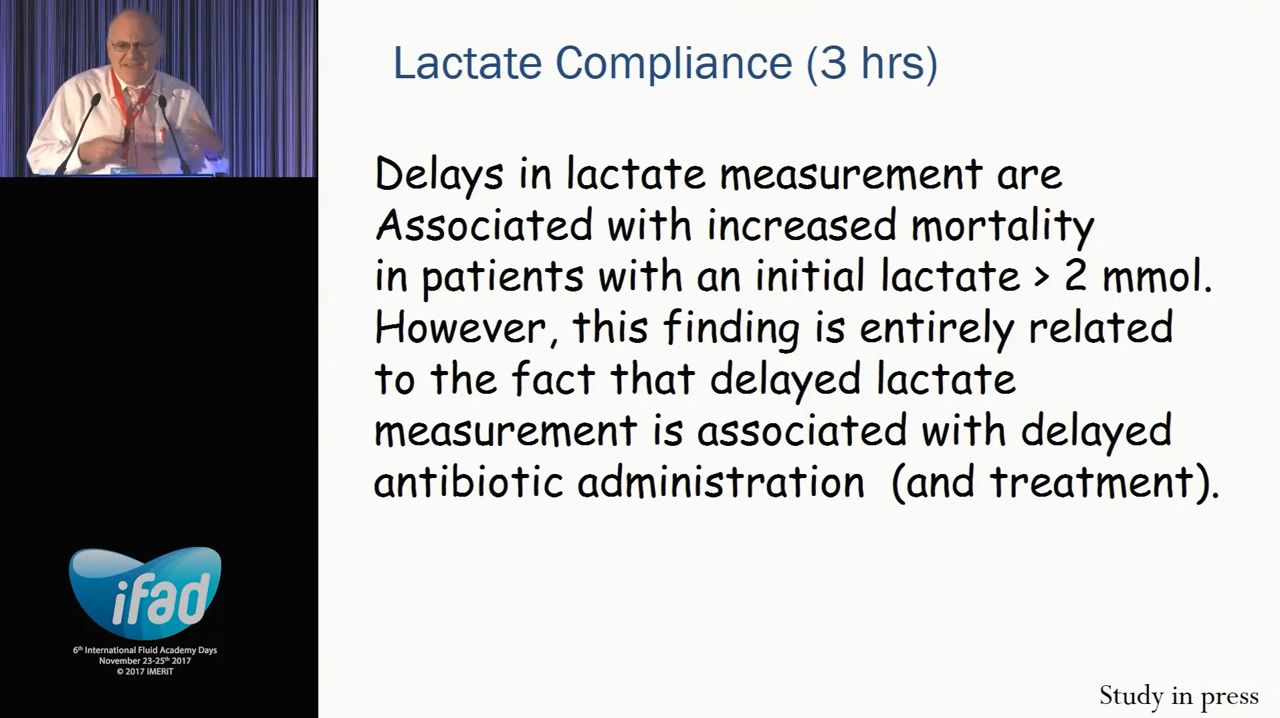 Lactate Compliance (3 hrs)
Delays in lactate measurement are
Associated with increased mortality
in patients with an initial lactate > 2 mmol.
However, this finding is entirely related
to the fact that delayed lactate
measurement is associated with delayed
antibiotic administration (and treatment).
ifad
6th International Fluid Academy Days
November 23-25th 2017
© 2017 iMERiT
Study in press